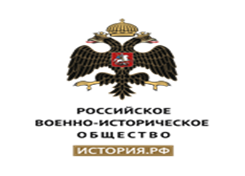 РОССИЙСКОЕ
ВОЕННО-ИСТОРИЧЕСКОЕ
ОБЩЕСТВО
ИСТОРИЯ.РФ